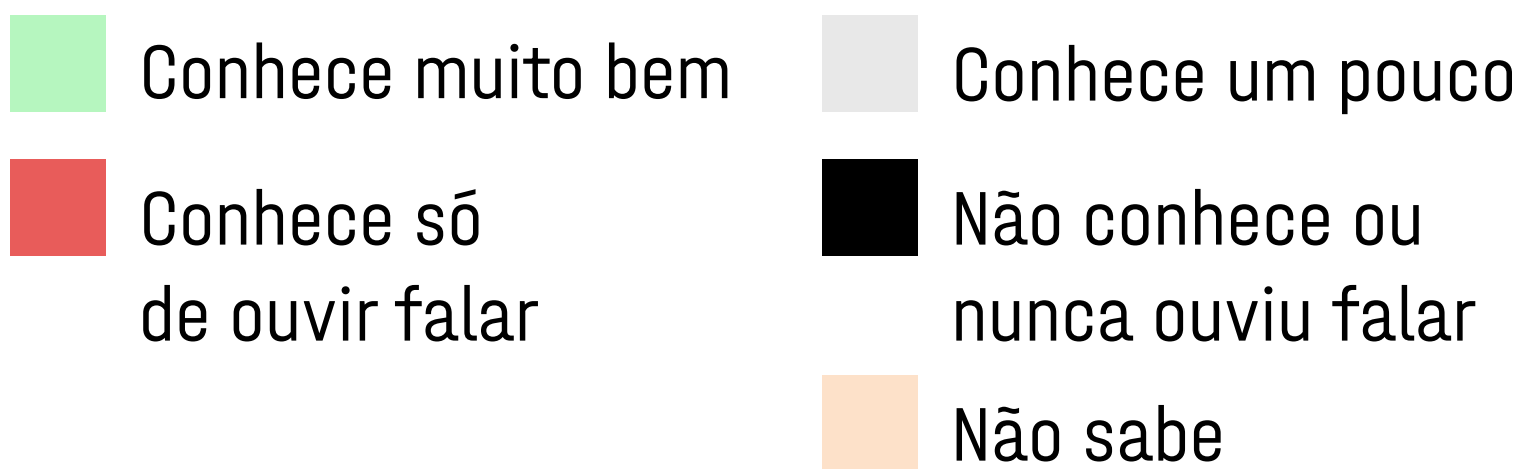 Conhece muito bem
Conhece um pouco
Conhece só
de ouvir falar
Não conhece ou
nunca ouviu falar
Não sabe